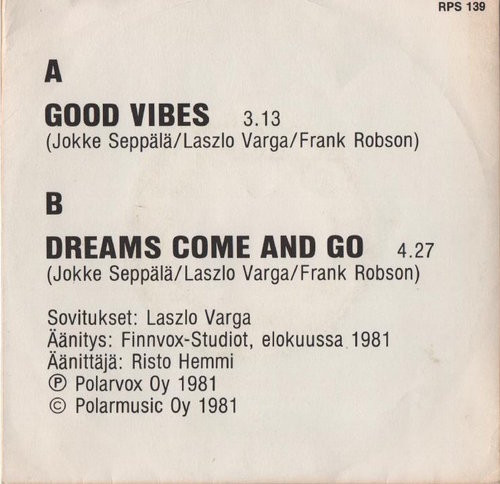 RPS 139
A
GOOD VIBES 3.13
(Jokke Seppälä/Laszlo Varga/Frank Robson)
B
DREAMS COME AND GO 4.27
(Jokke Seppälä/Laszlo Varga/Frank Robson)
Sovitukset: Laszlo Varga
Äänitys: Finnvox-Studiot, elokuussa 1981
Äänittäjä: Risto Hemmi
Ⓟ Polarvox Oy 1981
© Polarmusic Oy 1981